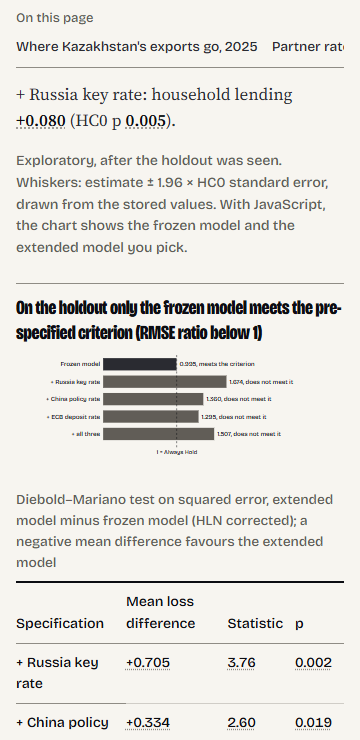 On this page
Where Kazakhstan's exports go, 2025 Partner rat
+ Russia key rate: household lending
+0.080 (HC0 p 0.005).
Exploratory, after the holdout was seen.
Whiskers: estimate ± 1.96 × HC0 standard error,
drawn from the stored values. With JavaScript,
the chart shows the frozen model and the
extended model you pick.
On the holdout only the frozen model meets the pre-
specified criterion (RMSE ratio below 1)
Frozen model 0.995, meets the criterion
+ Russia key rate 1.674, does not meet it
+ China policy rate 1.360, does not meet it
+ ECB deposit rate 1.295, does not meet it
+ all three 1.507, does not meet it
1 = Always Hold
Diebold–Mariano test on squared error, extended
model minus frozen model (HLN corrected); a
negative mean difference favours the extended
model
Mean loss
Specification difference Statistic p
+ Russia key +0.705 3.76 0.002
rate
+ China policy +0.334 2.60 0.019